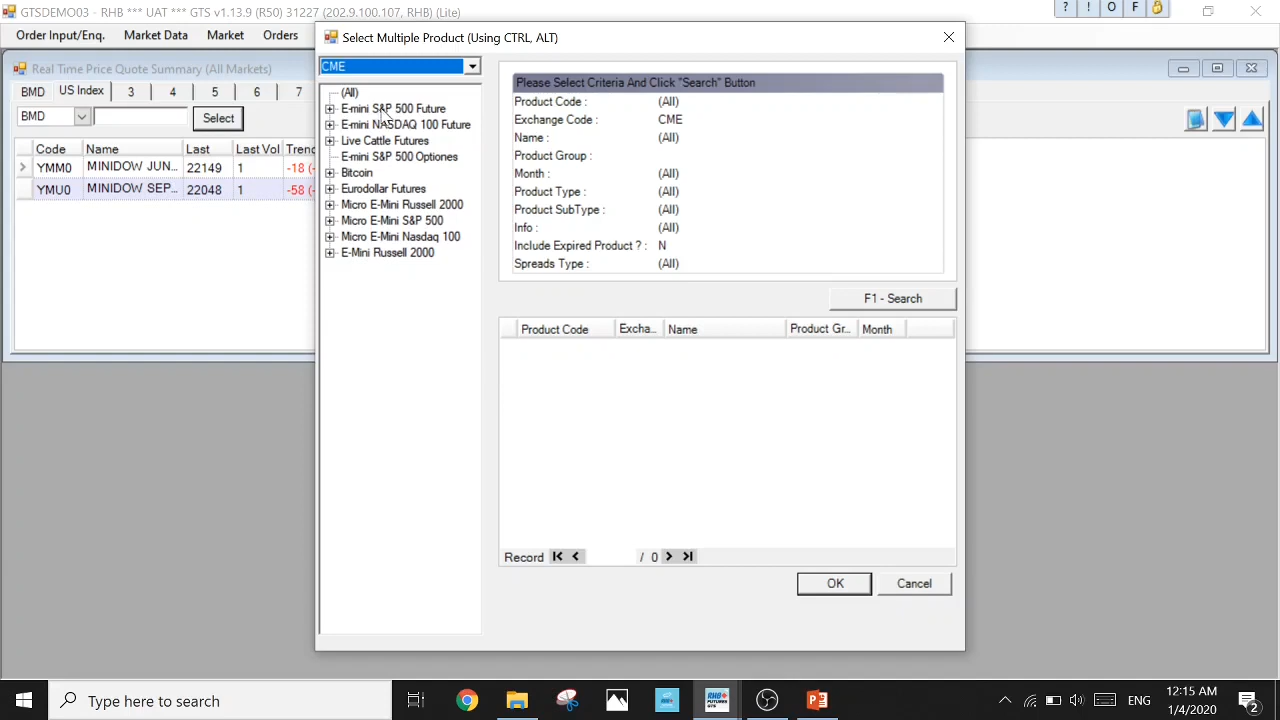 GTSDEMO03 - RHB *** UAT *** GTS v1.13.9 (R50) 31227 (202.9.100.107, RHB) (Lite)
? ! O F
Order Input/Enq. Market Data Market Orders
Select Multiple Product (Using CTRL, ALT)
Real Time Price Quote Summary (All Markets)
BMD US Index 3 4 5 6 7
BMD Select
Code Name Last Last Vol Trend
YMM0 MINIDOW JUN... 22149 1 -18 (-
YMU0 MINIDOW SEP... 22048 1 -58 (-
CME
(All)
E-mini S&P 500 Future
E-mini NASDAQ 100 Future
Live Cattle Futures
E-mini S&P 500 Optiones
Bitcoin
Eurodollar Futures
Micro E-Mini Russell 2000
Micro E-Mini S&P 500
Micro E-Mini Nasdaq 100
E-Mini Russell 2000
Please Select Criteria And Click "Search" Button
Product Code : (All)
Exchange Code : CME
Name : (All)
Product Group :
Month : (All)
Product Type : (All)
Product SubType : (All)
Info : (All)
Include Expired Product ? : N
Spreads Type : (All)
F1 - Search
Product Code Excha... Name Product Gr... Month
Record / 0
OK Cancel
Type here to search
RHB FUTURES GTS
ENG
12:15 AM
1/4/2020
2